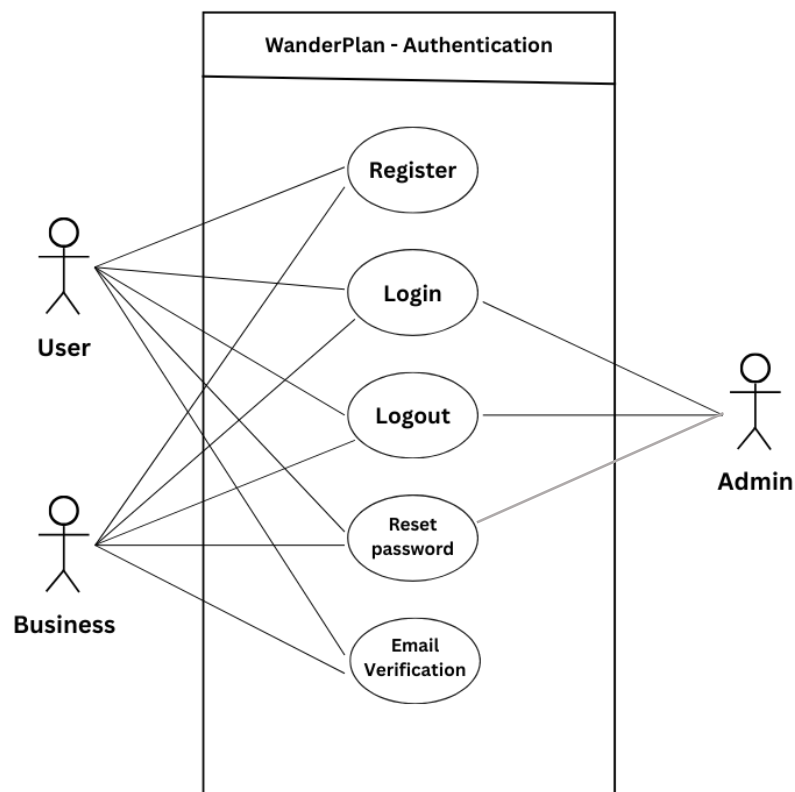 WanderPlan - Authentication
Register
User
Login
Logout
Admin
Reset
password
Business
Email
Verification